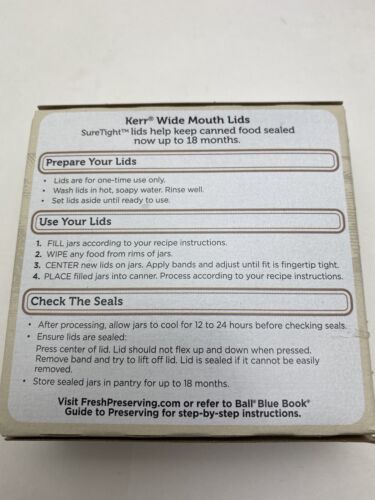 Kerr® Wide Mouth Lids
SureTight™ lids help keep canned food sealed
now up to 18 months.
Prepare Your Lids
• Lids are for one-time use only.
• Wash lids in hot, soapy water. Rinse well.
• Set lids aside until ready to use.
Use Your Lids
1. FILL jars according to your recipe instructions.
2. WIPE any food from rims of jars.
3. CENTER new lids on jars. Apply bands and adjust until fit is fingertip tight.
4. PLACE filled jars into canner. Process according to your recipe instructions.
Check The Seals
• After processing, allow jars to cool for 12 to 24 hours before checking seals.
• Ensure lids are sealed:
Press center of lid. Lid should not flex up and down when pressed.
Remove band and try to lift off lid. Lid is sealed if it cannot be easily
removed.
• Store sealed jars in pantry for up to 18 months.
Visit FreshPreserving.com or refer to Ball® Blue Book®
Guide to Preserving for step-by-step instructions.